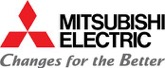 MITSUBISHI
ELECTRIC
Changes for the Better